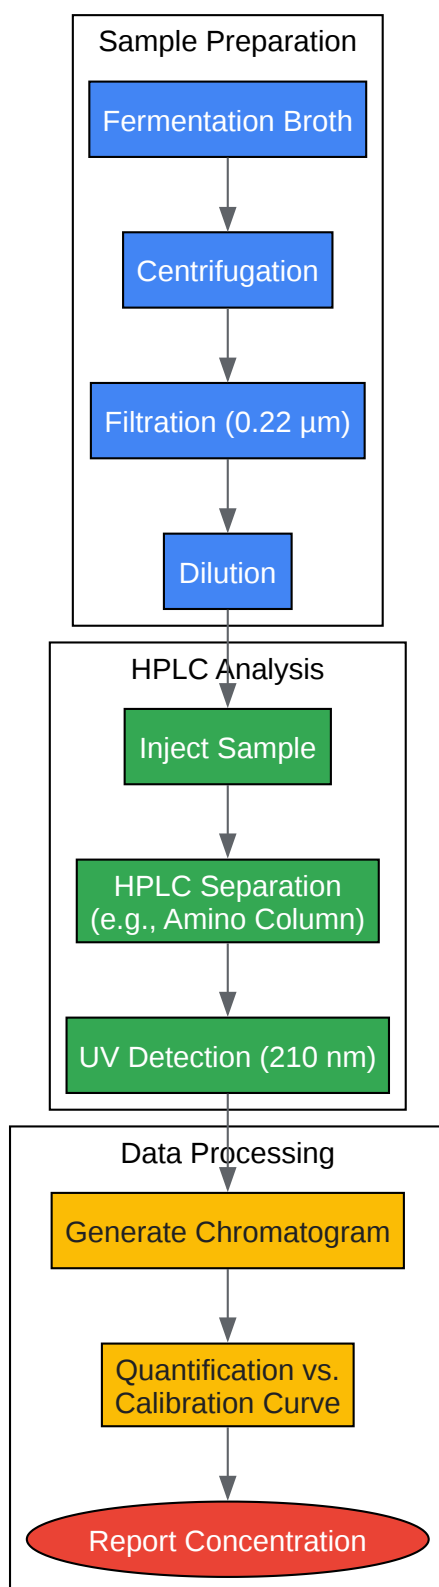 Sample Preparation
Fermentation Broth
Centrifugation
Filtration (0.22 µm)
Dilution
HPLC Analysis
Inject Sample
HPLC Separation
(e.g., Amino Column)
UV Detection (210 nm)
Data Processing
Generate Chromatogram
Quantification vs.
Calibration Curve
Report Concentration